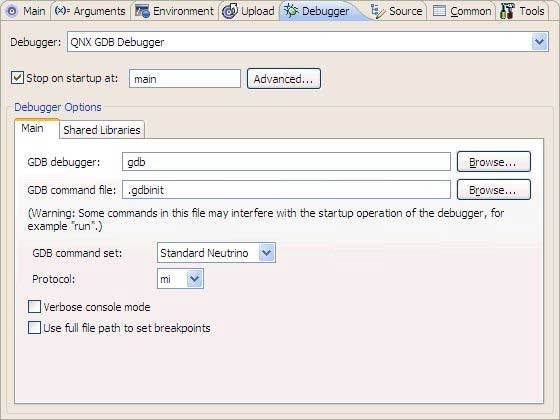 Main (x)= Arguments Environment Upload Debugger Source Common Tools
Debugger: QNX GDB Debugger
Stop on startup at: main Advanced...
Debugger Options
Main Shared Libraries
GDB debugger: gdb Browse...
GDB command file: .gdbinit Browse...
(Warning: Some commands in this file may interfere with the startup operation of the debugger, for
example "run".)
GDB command set: Standard Neutrino
Protocol: mi
Verbose console mode
Use full file path to set breakpoints